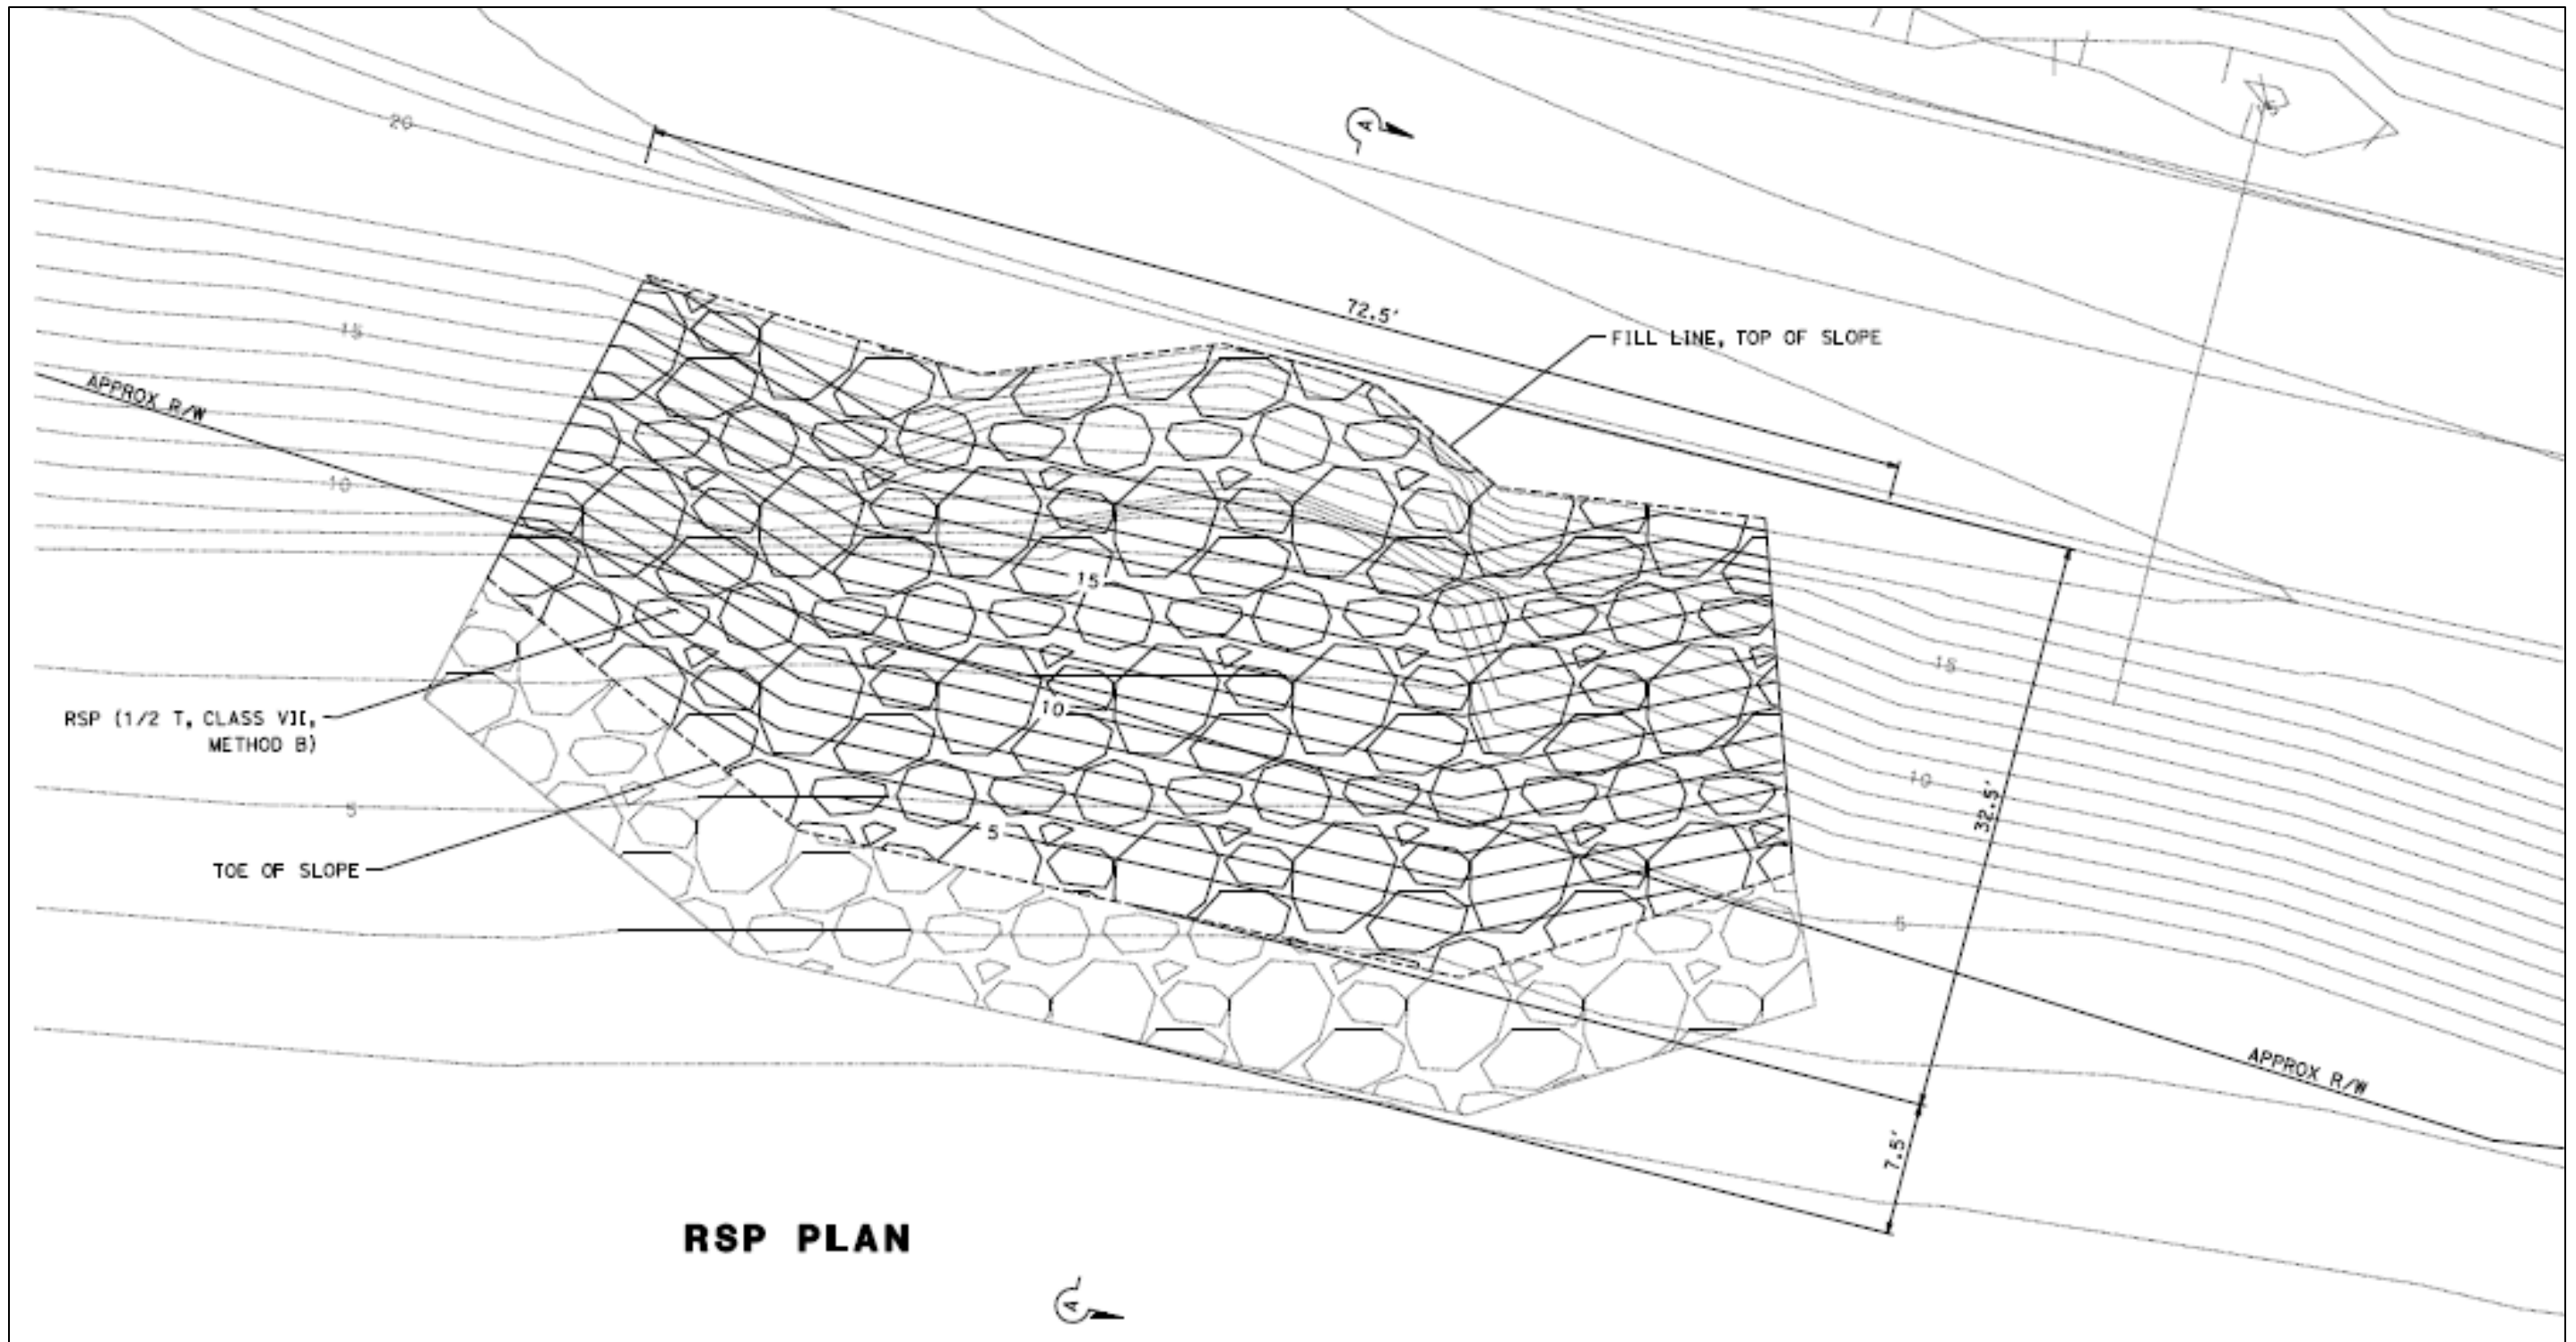 20
A
72.5'
FILL LINE, TOP OF SLOPE
15
APPROX R/W
10
15
15
RSP (1/2 T, CLASS VII,
METHOD B)
10
10
32.5'
5
5
TOE OF SLOPE
5
APPROX R/W
7.5'
RSP PLAN
A